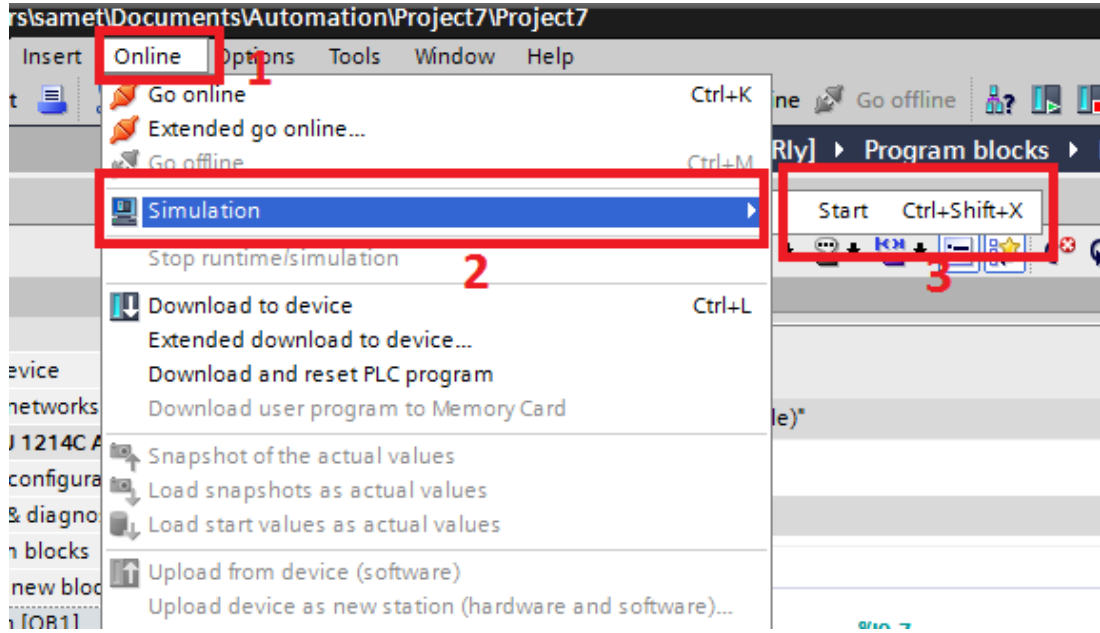 rs\samet\Documents\Automation\Project7\Project7
Insert Online Options Tools Window Help
1
t ne Go offline
Go online Ctrl+K
Extended go online...
Go offline Ctrl+M
Rly] Program blocks
Simulation
Start Ctrl+Shift+X
Stop runtime/simulation
2
3
Download to device Ctrl+L
Extended download to device...
Download and reset PLC program
Download user program to Memory Card
Snapshot of the actual values
Load snapshots as actual values
Load start values as actual values
Upload from device (software)
Upload device as new station (hardware and software)...
evice
networks
J 1214C A
configura
& diagno
n blocks
new bloc
[OB1]
le)"